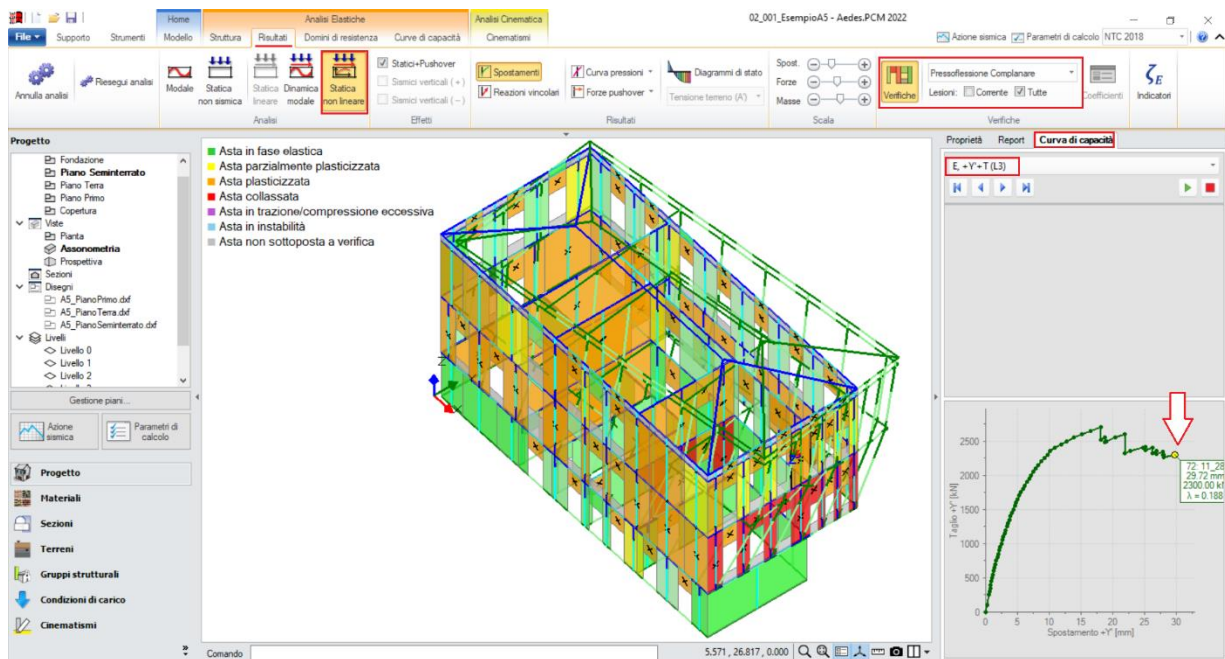 Home
Analisi Elastiche
Analisi Cinematica
02_001_EsempioA5 - Aedes.PCM 2022
File
Supporto
Strumenti
Modello
Struttura
Risultati
Domini di resistenza
Curve di capacità
Cinematismi
Azione sismica
Parametri di calcolo
NTC 2018
Annulla analisi
Riesegui analisi
Modale
Statica non sismica
Statica lineare
Dinamica modale
Statica non lineare
Analisi
Statici+Pushover
Sismici verticali ( + )
Sismici verticali ( – )
Effetti
Spostamenti
Reazioni vincolari
Curva pressioni
Forze pushover
Diagrammi di stato
Tensione terreno (A')
Risultati
Spost.
Forze
Masse
Scala
Verifiche
Pressoflessione Complanare
Lesioni:
Corrente
Tutte
Coefficienti
Verifiche
ζE
Indicatori
Progetto
Fondazione
Piano Seminterrato
Piano Terra
Piano Primo
Copertura
Viste
Pianta
Assonometria
Prospettiva
Sezioni
Disegni
A5_PianoPrimo.dxf
A5_PianoTerra.dxf
A5_PianoSeminterrato.dxf
Livelli
Livello 0
Livello 1
Livello 2
Gestione piani...
Azione sismica
Parametri di calcolo
Progetto
Materiali
Sezioni
Terreni
Gruppi strutturali
Condizioni di carico
Cinematismi
Asta in fase elastica
Asta parzialmente plasticizzata
Asta plasticizzata
Asta collassata
Asta in trazione/compressione eccessiva
Asta in instabilità
Asta non sottoposta a verifica
Z
Comando
5.571 , 26.817 , 0.000
Proprietà
Report
Curva di capacità
E, +Y'+T (L3)
72: 11_28
29.72 mm
2300.00 kN
λ = 0.188
Taglio +Y' [kN]
2500
2000
1500
1000
500
0
0 5 10 15 20 25 30
Spostamento +Y' [mm]